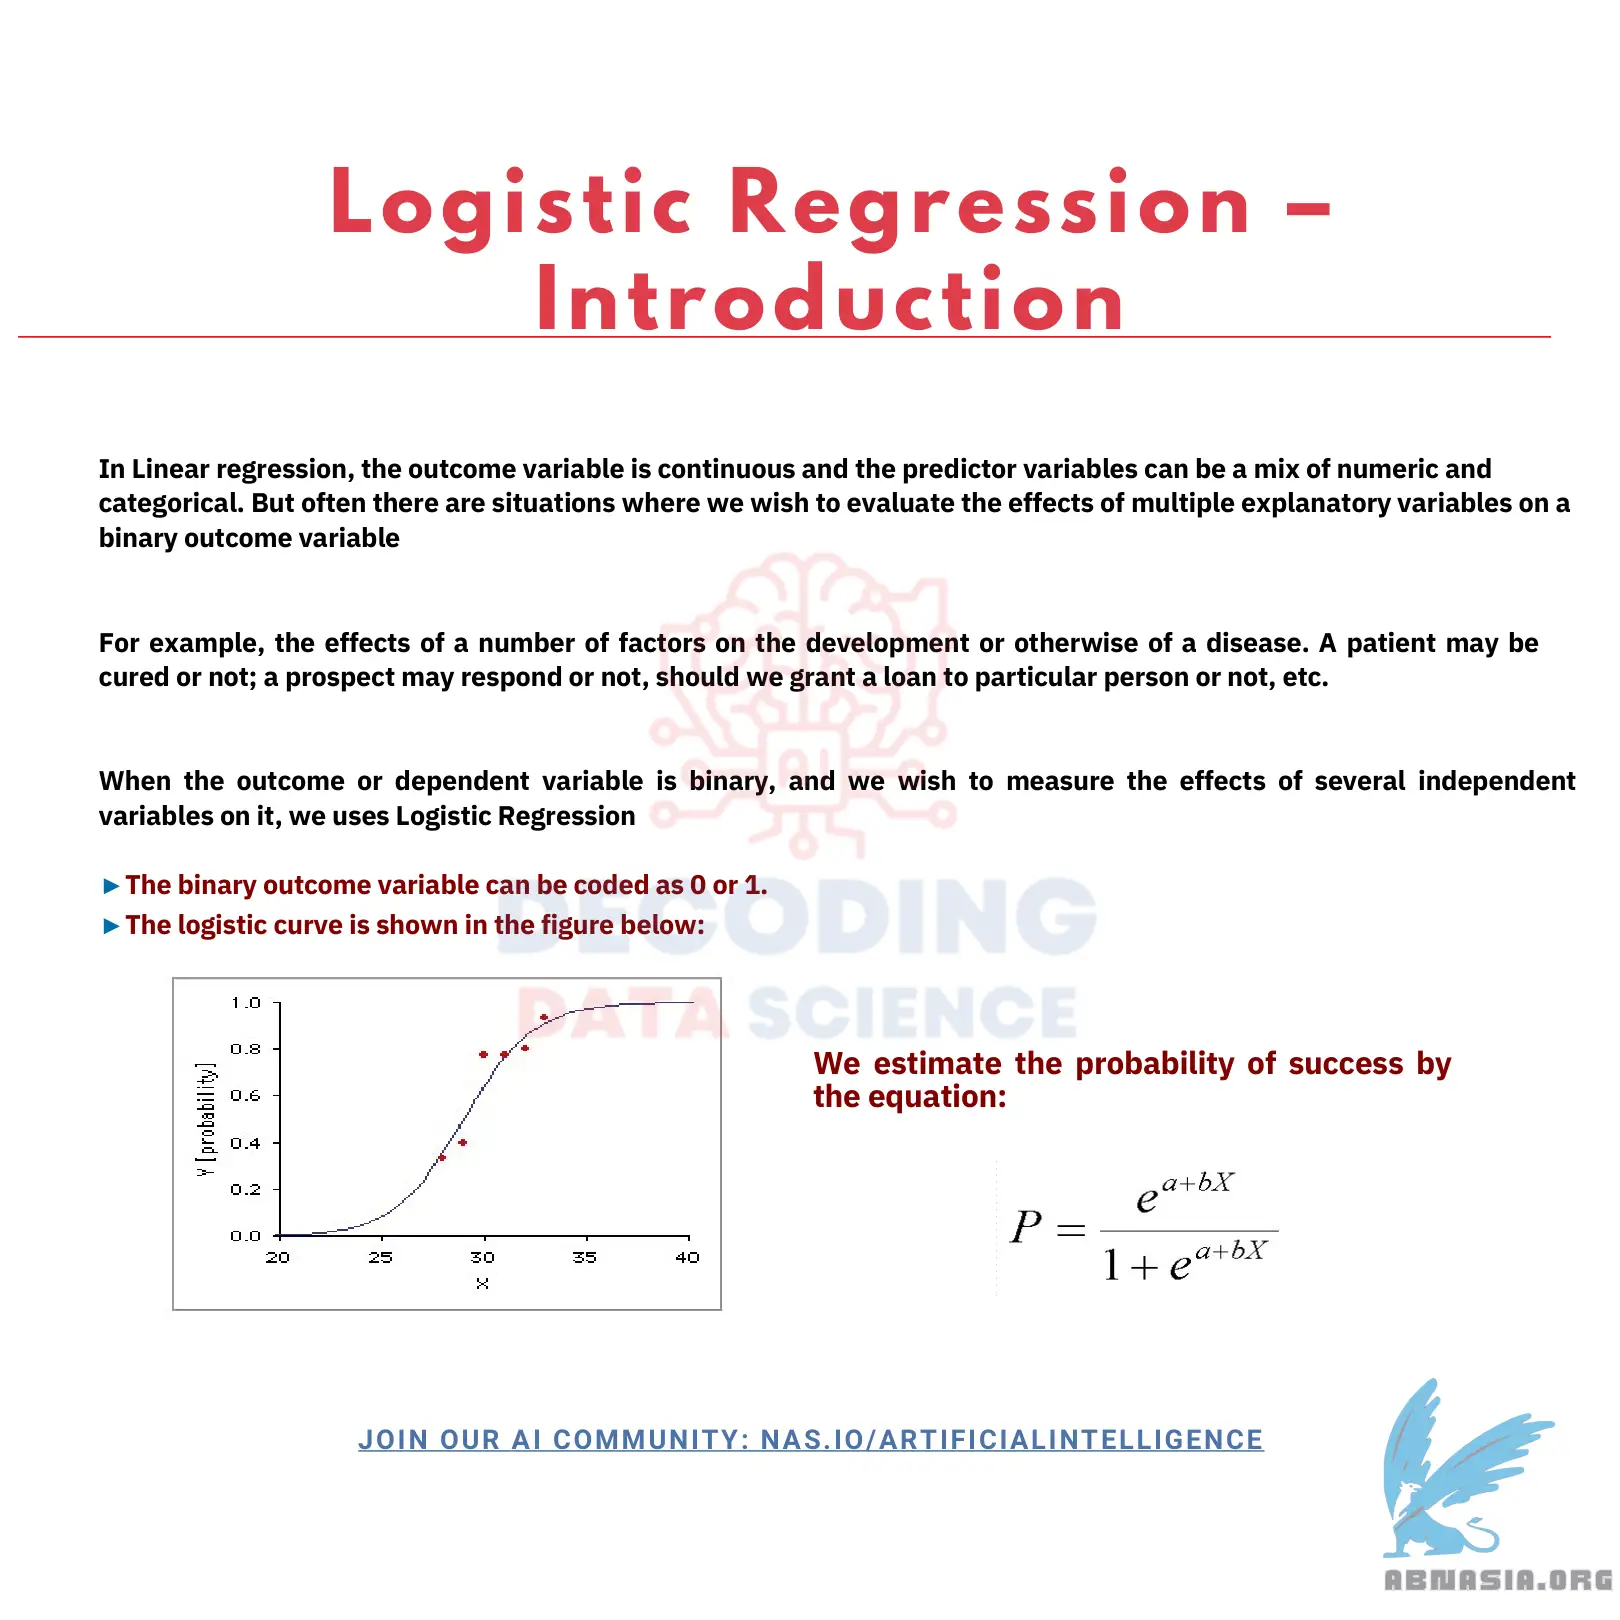 Logistic Regression –
Introduction
In Linear regression, the outcome variable is continuous and the predictor variables can be a mix of numeric and
categorical. But often there are situations where we wish to evaluate the effects of multiple explanatory variables on a
binary outcome variable
For example, the effects of a number of factors on the development or otherwise of a disease. A patient may be
cured or not; a prospect may respond or not, should we grant a loan to particular person or not, etc.
When the outcome or dependent variable is binary, and we wish to measure the effects of several independent
variables on it, we uses Logistic Regression
AI
►The binary outcome variable can be coded as 0 or 1.
►The logistic curve is shown in the figure below:
DECODING
DATA SCIENCE
1.0
0.8
0.6
0.4
0.2
0.0
Y [probability]
20 25 30 35 40
X
We estimate the probability of success by
the equation:
P = e^{a+bX} / (1 + e^{a+bX})
JOIN OUR AI COMMUNITY: NAS.IO/ARTIFICIALINTELLIGENCE
ABNASIA.ORG